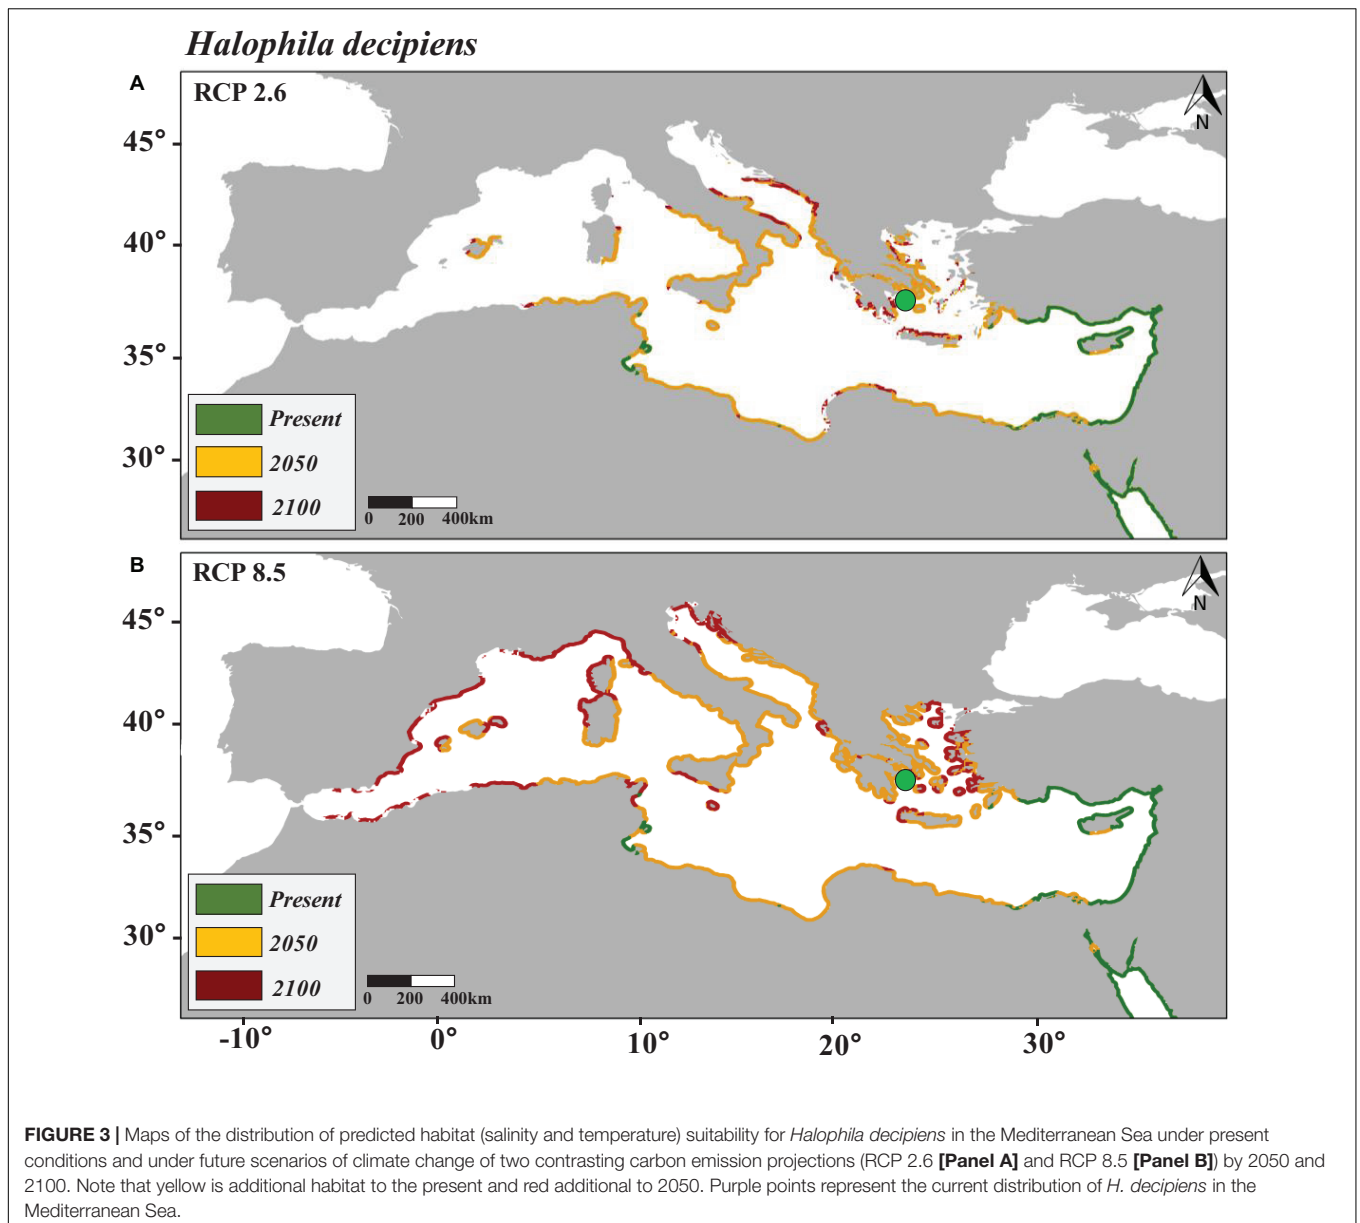 Halophila decipiens
A
RCP 2.6
N
45°
40°
35°
30°
Present
2050
2100
0 200 400km
B
RCP 8.5
N
45°
40°
35°
30°
Present
2050
2100
0 200 400km
-10° 0° 10° 20° 30°
FIGURE 3 | Maps of the distribution of predicted habitat (salinity and temperature) suitability for Halophila decipiens in the Mediterranean Sea under present
conditions and under future scenarios of climate change of two contrasting carbon emission projections (RCP 2.6 [Panel A] and RCP 8.5 [Panel B]) by 2050 and
2100. Note that yellow is additional habitat to the present and red additional to 2050. Purple points represent the current distribution of H. decipiens in the
Mediterranean Sea.